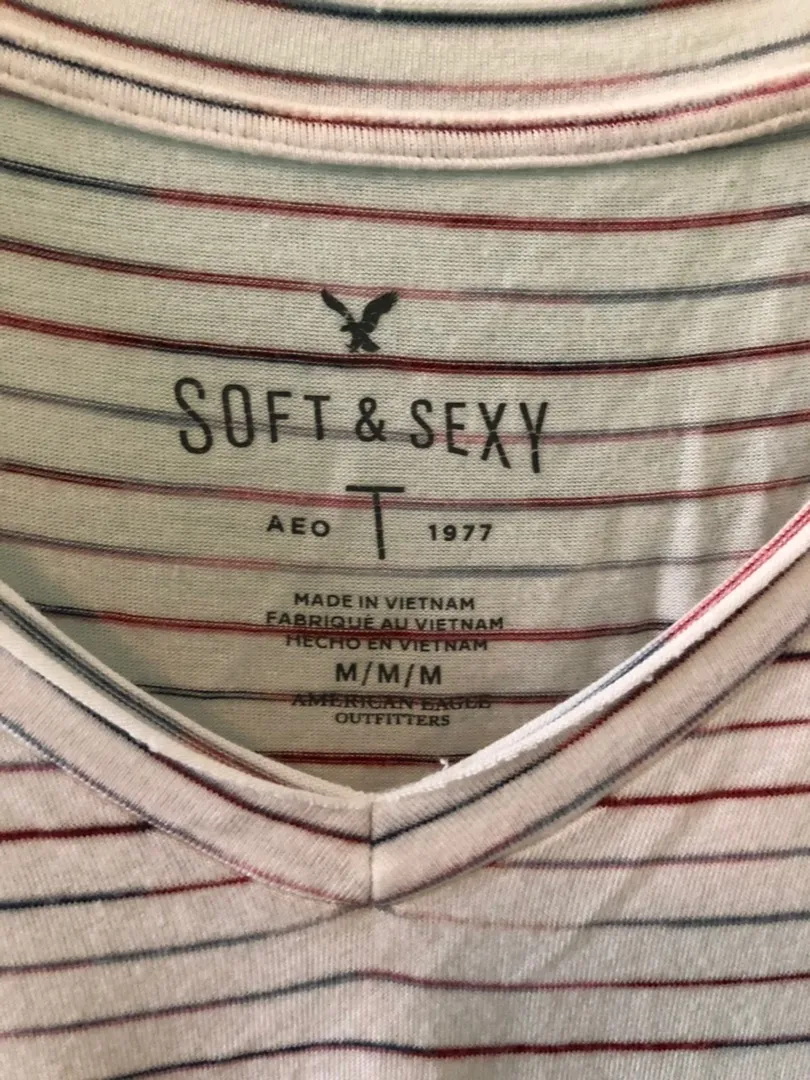 SOFT & SEXY
T
AEO 1977
MADE IN VIETNAM
FABRIQUÉ AU VIETNAM
HECHO EN VIETNAM
M/M/M
AMERICAN EAGLE
OUTFITTERS